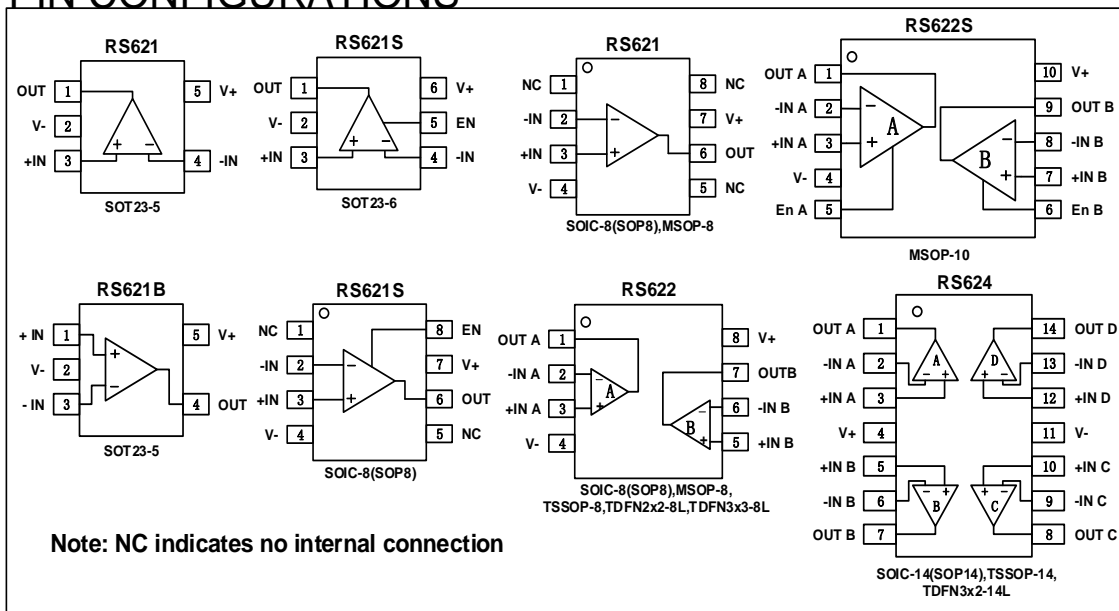 PIN CONFIGURATIONS
RS621
OUT 1
V- 2
+IN 3
5 V+
4 -IN
+ −
SOT23-5
RS621S
OUT 1
V- 2
+IN 3
6 V+
5 EN
4 -IN
+ −
SOT23-6
RS621
NC 1
-IN 2
+IN 3
V- 4
8 NC
7 V+
6 OUT
5 NC
−
+
SOIC-8(SOP8),MSOP-8
RS622S
OUT A 1
-IN A 2
+IN A 3
V- 4
En A 5
10 V+
9 OUT B
8 -IN B
7 +IN B
6 En B
−
A
+
−
B
+
MSOP-10
RS621B
+ IN 1
V- 2
- IN 3
5 V+
4 OUT
+
−
SOT23-5
RS621S
NC 1
-IN 2
+IN 3
V- 4
8 EN
7 V+
6 OUT
5 NC
−
+
SOIC-8(SOP8)
RS622
OUT A 1
-IN A 2
+IN A 3
V- 4
8 V+
7 OUTB
6 -IN B
5 +IN B
−
A
+
−
B
+
SOIC-8(SOP8),MSOP-8,
TSSOP-8,TDFN2x2-8L,TDFN3x3-8L
RS624
OUT A 1
-IN A 2
+IN A 3
V+ 4
+IN B 5
-IN B 6
OUT B 7
14 OUT D
13 -IN D
12 +IN D
11 V-
10 +IN C
9 -IN C
8 OUT C
A D
− + + −
− + + −
B C
SOIC-14(SOP14),TSSOP-14,
TDFN3x2-14L
Note: NC indicates no internal connection